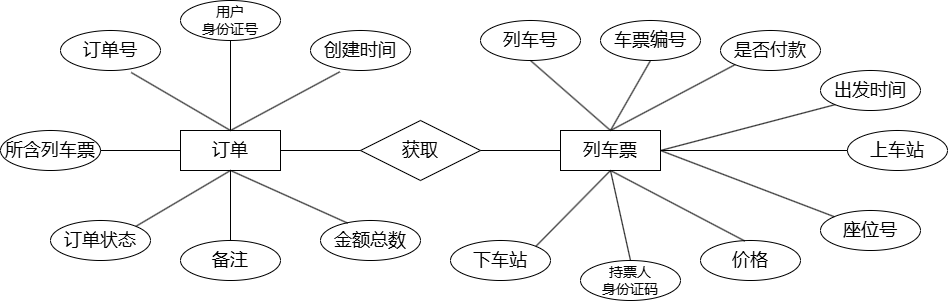 用户
身份证号
订单号
创建时间
列车号
车票编号
是否付款
出发时间
所含列车票
订单
获取
列车票
上车站
订单状态
备注
金额总数
下车站
持票人
身份证码
价格
座位号